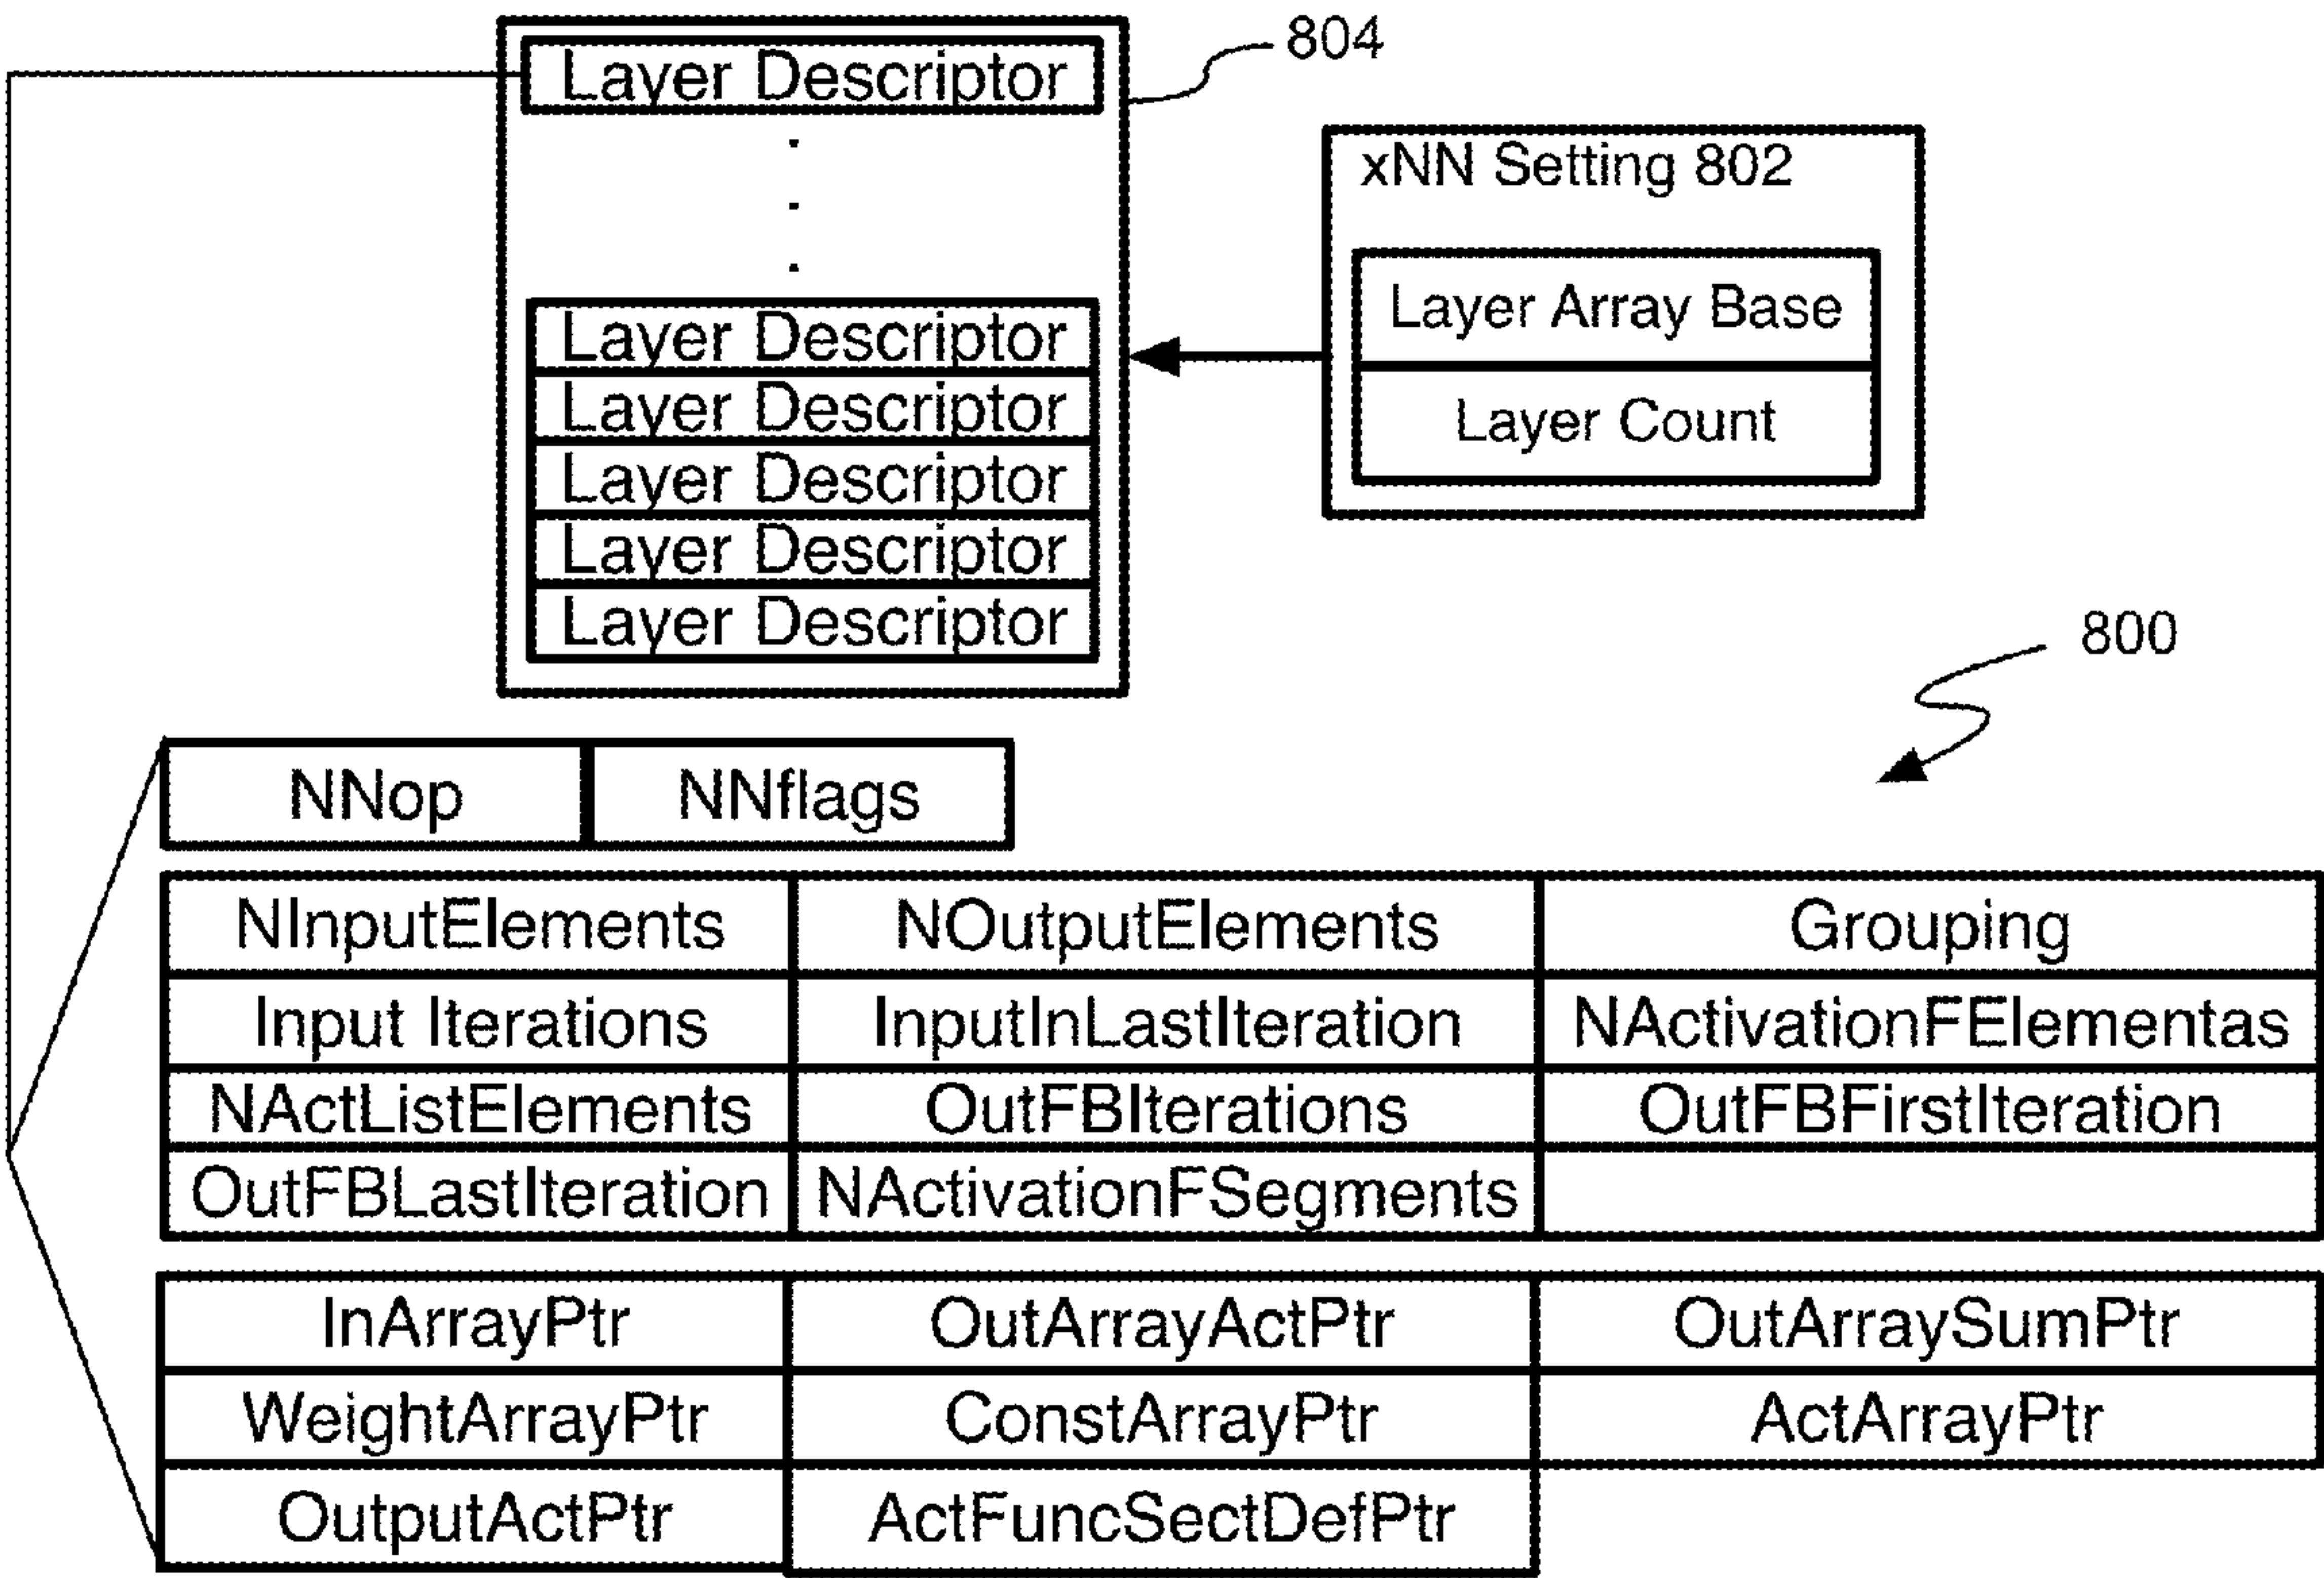 Layer Descriptor
804
xNN Setting 802
Layer Array Base
Layer Count
Layer Descriptor
Layer Descriptor
Layer Descriptor
Layer Descriptor
Layer Descriptor
800
NNop NNflags
NInputElements NOutputElements Grouping
Input Iterations InputInLastIteration NActivationFElementas
NActListElements OutFBIterations OutFBFirstIteration
OutFBLastIteration NActivationFSegments
InArrayPtr OutArrayActPtr OutArraySumPtr
WeightArrayPtr ConstArrayPtr ActArrayPtr
OutputActPtr ActFuncSectDefPtr